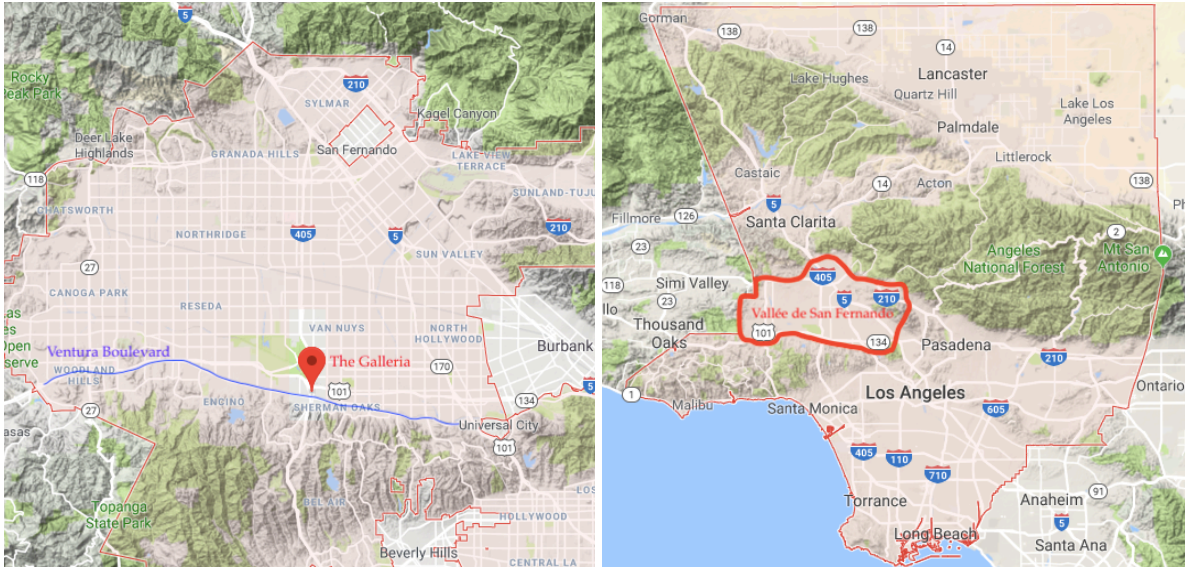 5
Rocky
Peak Park
210
SYLMAR
Kagel Canyon
Deer Lake
Highlands
San Fernando
GRANADA HILLS
LAKE VIEW
TERRACE
118
SUNLAND-TUJU
CHATSWORTH
NORTHRIDGE
405
5
210
SUN VALLEY
27
CANOGA PARK
RESEDA
VAN NUYS
NORTH
HOLLYWOOD
Open
Ventura Boulevard
The Galleria
Burbank
WOODLAND
HILLS
170
101
5
ENCINO
SHERMAN OAKS
134
27
Universal City
101
BEL AIR
Topanga
State Park
HOLLYWOOD
Beverly Hills
CENTRAL LA
Gorman
138
138
14
Lancaster
Lake Hughes
Quartz Hill
Lake Los
Angeles
Palmdale
Littlerock
Castaic
14
Acton
138
5
Fillmore
126
Santa Clarita
2
23
Angeles
National Forest
Mt San
Antonio
118
Simi Valley
405
5
210
23
Vallée de San Fernando
Thousand
Oaks
101
134
Pasadena
210
1
Malibu
Los Angeles
Ontario
Santa Monica
605
405
110
710
Torrance
Anaheim
91
Long Beach
5
Santa Ana